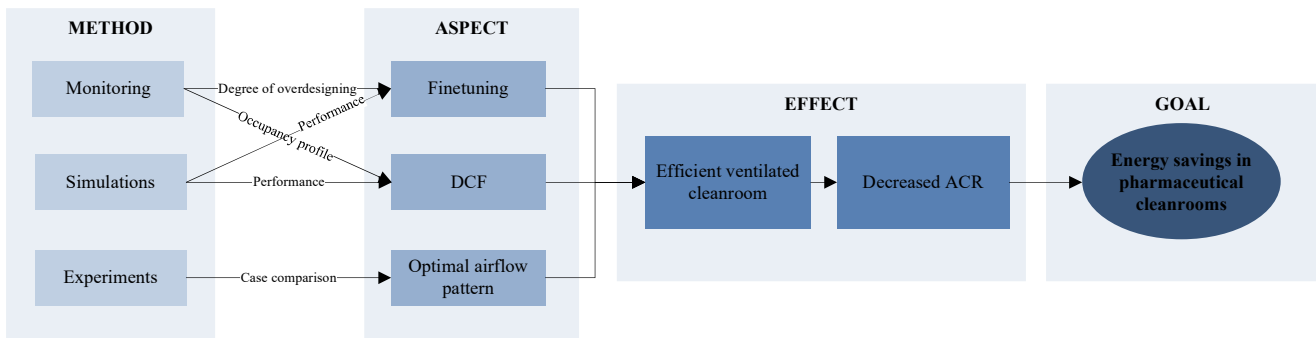 METHOD
Monitoring
Simulations
Experiments
Degree of overdesigning
Performance
Occupancy profile
Performance
Case comparison
ASPECT
Finetuning
DCF
Optimal airflow
pattern
EFFECT
Efficient ventilated
cleanroom
Decreased ACR
GOAL
Energy savings in
pharmaceutical
cleanrooms